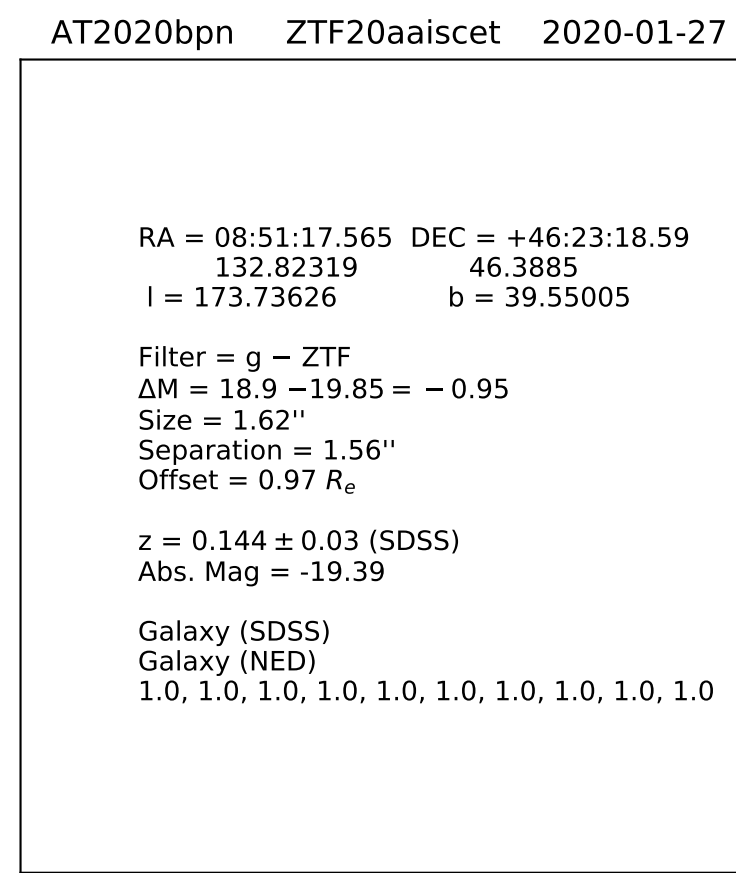 AT2020bpn ZTF20aaiscet 2020-01-27
RA = 08:51:17.565 DEC = +46:23:18.59
132.82319 46.3885
l = 173.73626 b = 39.55005
Filter = g − ZTF
ΔM = 18.9 −19.85 = − 0.95
Size = 1.62''
Separation = 1.56''
Offset = 0.97 Re
z = 0.144 ± 0.03 (SDSS)
Abs. Mag = -19.39
Galaxy (SDSS)
Galaxy (NED)
1.0, 1.0, 1.0, 1.0, 1.0, 1.0, 1.0, 1.0, 1.0, 1.0